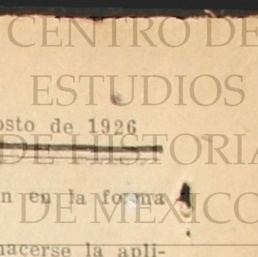 CENTRO DE
ESTUDIOS
osto de 1926
DE HISTORIA
n en la forma
DE MEXICO
hacerse la apli-